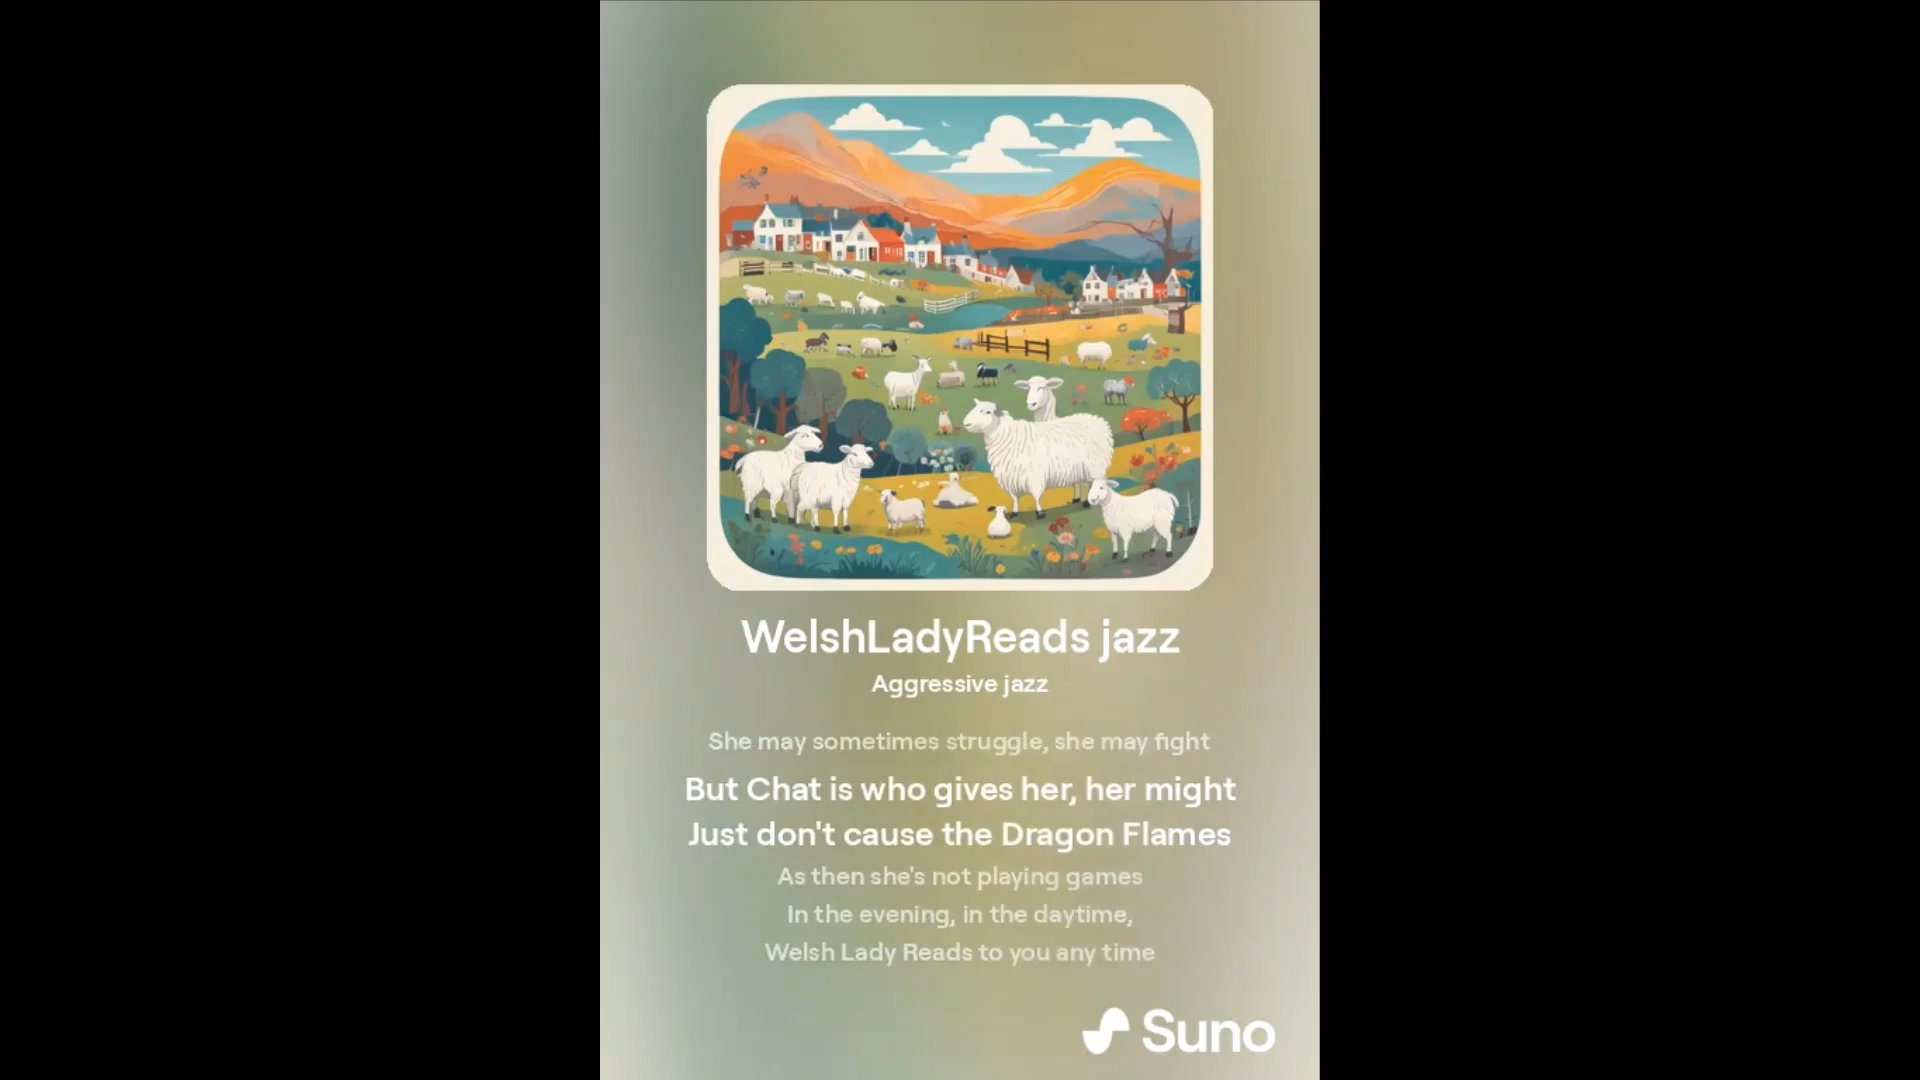 WelshLadyReads jazz
Aggressive jazz
She may sometimes struggle, she may fight
But Chat is who gives her, her might
Just don't cause the Dragon Flames
As then she's not playing games
In the evening, in the daytime,
Welsh Lady Reads to you any time
Suno